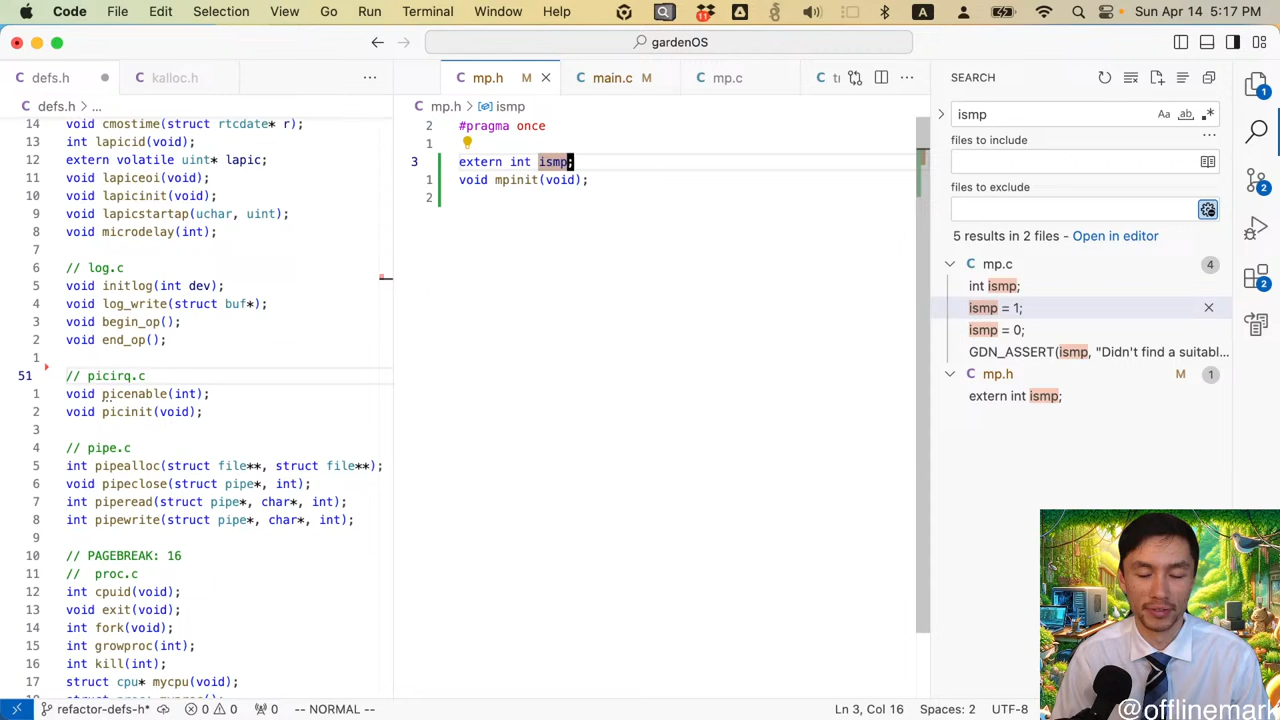 Code File Edit Selection View Go Run Terminal Window Help A Sun Apr 14 5:17 PM
gardenOS
defs.h kalloc.h ··· mp.h M main.c M mp.c ··· SEARCH
defs.h > ...
mp.h > ismp
14 void cmostime(struct rtcdate* r);
13 int lapicid(void);
12 extern volatile uint* lapic;
11 void lapiceoi(void);
10 void lapicinit(void);
9 void lapicstartap(uchar, uint);
8 void microdelay(int);
7
6 // log.c
5 void initlog(int dev);
4 void log_write(struct buf*);
3 void begin_op();
2 void end_op();
1
51 // picirq.c
1 void picenable(int);
2 void picinit(void);
3
4 // pipe.c
5 int pipealloc(struct file**, struct file**);
6 void pipeclose(struct pipe*, int);
7 int piperead(struct pipe*, char*, int);
8 int pipewrite(struct pipe*, char*, int);
9
10 // PAGEBREAK: 16
11 //  proc.c
12 int cpuid(void);
13 void exit(void);
14 int fork(void);
15 int growproc(int);
16 int kill(int);
17 struct cpu* mycpu(void);
2 #pragma once
1
3 extern int ismp;
1 void mpinit(void);
2
ismp Aa ab .*
files to include
files to exclude
5 results in 2 files - Open in editor
mp.c 4
int ismp;
ismp = 1;
ismp = 0;
GDN_ASSERT(ismp, "Didn't find a suitabl...
mp.h M 1
extern int ismp;
1
2
2
@offlinemark
refactor-defs-h* 0 0 0 -- NORMAL -- Ln 3, Col 16 Spaces: 2 UTF-8